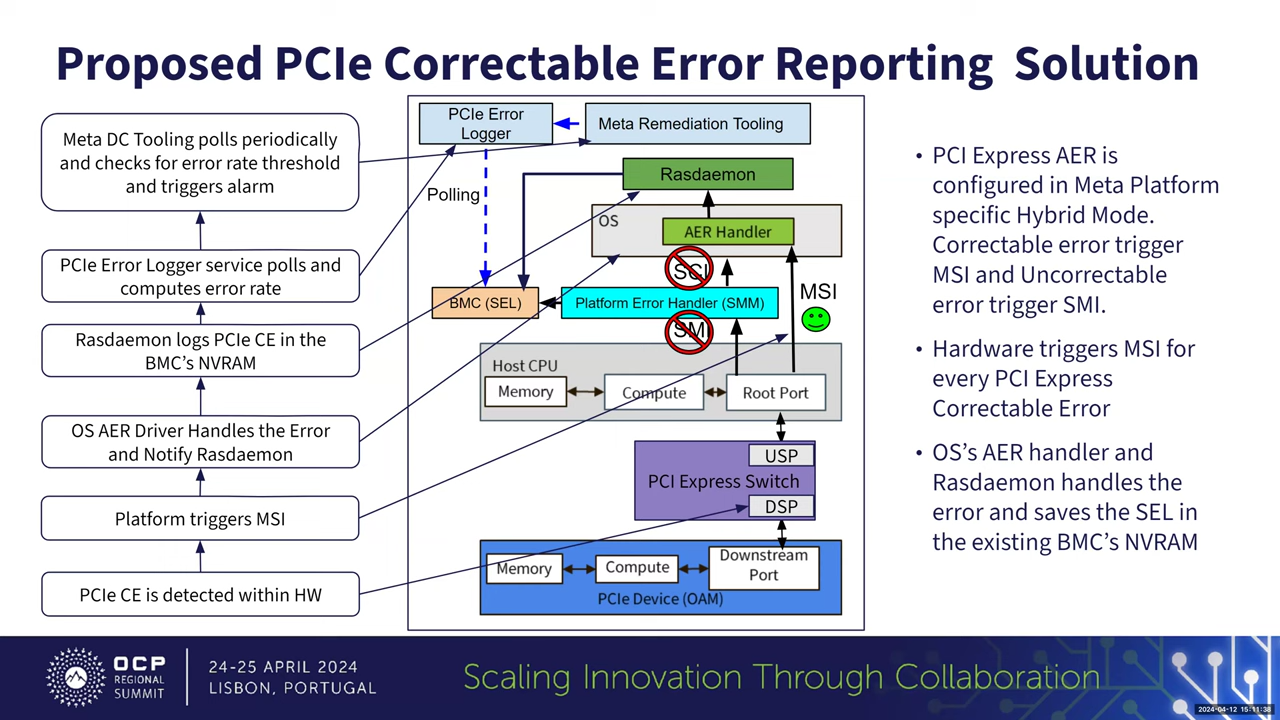 Proposed PCIe Correctable Error Reporting Solution
Meta DC Tooling polls periodically
and checks for error rate threshold
and triggers alarm
PCIe Error Logger service polls and
computes error rate
Rasdaemon logs PCIe CE in the
BMC's NVRAM
OS AER Driver Handles the Error
and Notify Rasdaemon
Platform triggers MSI
PCIe CE is detected within HW
PCIe Error
Logger
Meta Remediation Tooling
Polling
Rasdaemon
OS
AER Handler
SCI
BMC (SEL)
Platform Error Handler (SMM)
MSI
SMI
Host CPU
Memory
Compute
Root Port
USP
PCI Express Switch
DSP
Memory
Compute
Downstream
Port
PCIe Device (OAM)
• PCI Express AER is
configured in Meta Platform
specific Hybrid Mode.
Correctable error trigger
MSI and Uncorrectable
error trigger SMI.
• Hardware triggers MSI for
every PCI Express
Correctable Error
• OS's AER handler and
Rasdaemon handles the
error and saves the SEL in
the existing BMC's NVRAM
OCP
REGIONAL
SUMMIT
24-25 APRIL 2024
LISBON, PORTUGAL
Scaling Innovation Through Collaboration
2024-04-12 15:11:38